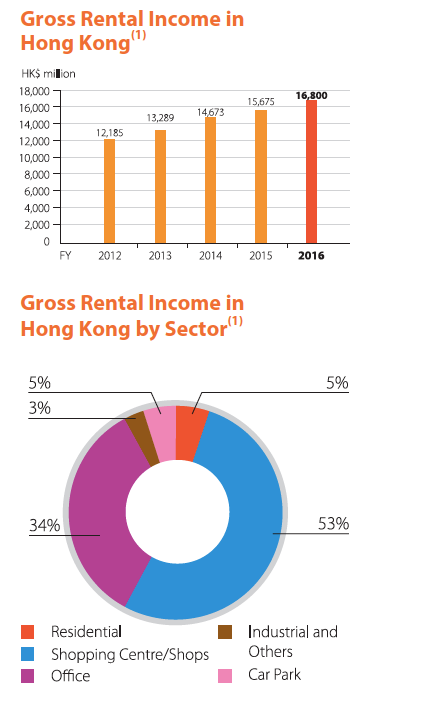 Gross Rental Income in
Hong Kong(1)
HK$ million
18,000
16,000
14,000
12,000
10,000
8,000
6,000
4,000
2,000
0
12,185
13,289
14,673
15,675
16,800
FY 2012 2013 2014 2015 2016
Gross Rental Income in
Hong Kong by Sector(1)
5% 5%
3%
34% 53%
Residential
Shopping Centre/Shops
Office
Industrial and
Others
Car Park